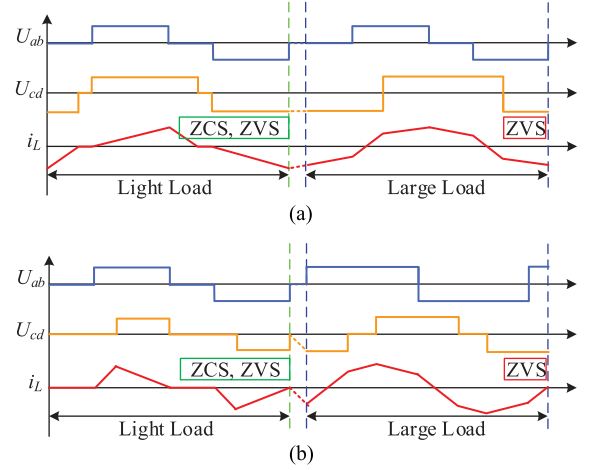 U_ab
U_cd
ZCS, ZVS
ZVS
i_L
Light Load
Large Load
(a)
U_ab
U_cd
ZCS, ZVS
ZVS
i_L
Light Load
Large Load
(b)